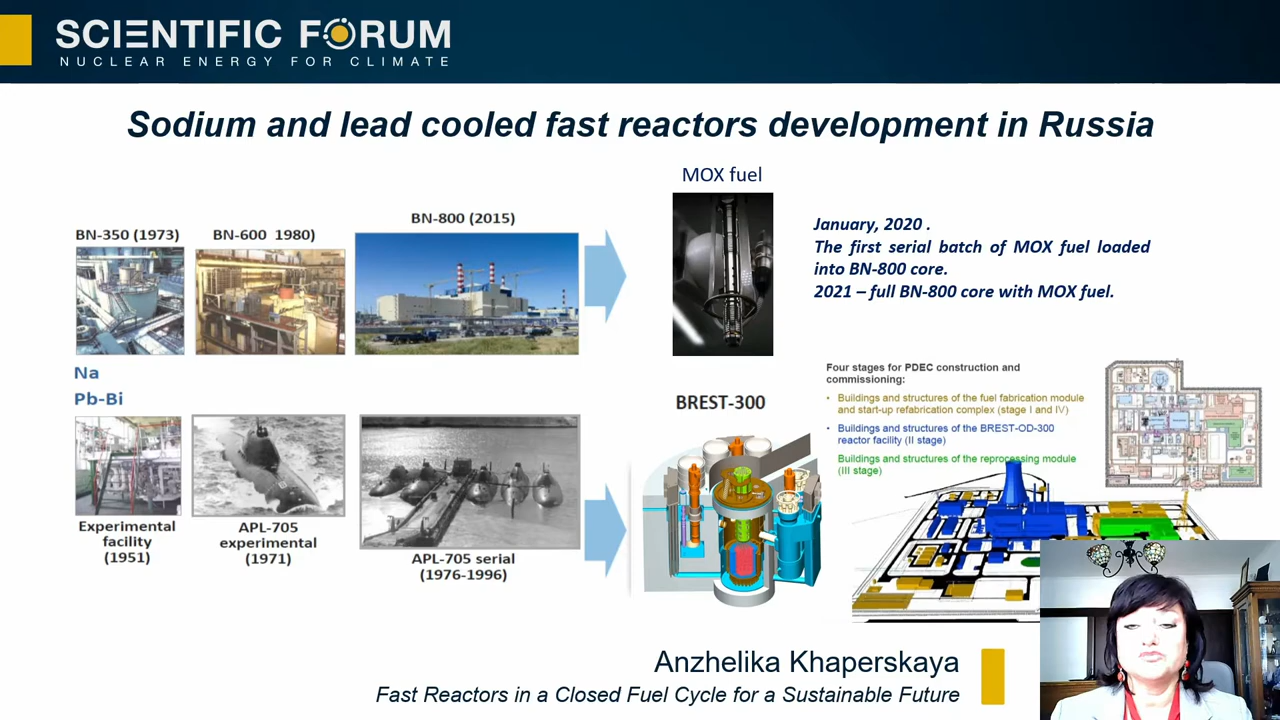 SCIENTIFIC FORUM
NUCLEAR ENERGY FOR CLIMATE
Sodium and lead cooled fast reactors development in Russia
MOX fuel
BN-350 (1973)
BN-600 1980)
BN-800 (2015)
January, 2020 .
The first serial batch of MOX fuel loaded
into BN-800 core.
2021 – full BN-800 core with MOX fuel.
Na
Pb-Bi
Experimental
facility
(1951)
APL-705
experimental
(1971)
APL-705 serial
(1976-1996)
BREST-300
Four stages for PDEC construction and
commissioning:
• Buildings and structures of the fuel fabrication module
and start-up refabrication complex (stage I and IV)
• Buildings and structures of the BREST-OD-300
reactor facility (II stage)
Buildings and structures of the reprocessing module
(III stage)
Anzhelika Khaperskaya
Fast Reactors in a Closed Fuel Cycle for a Sustainable Future